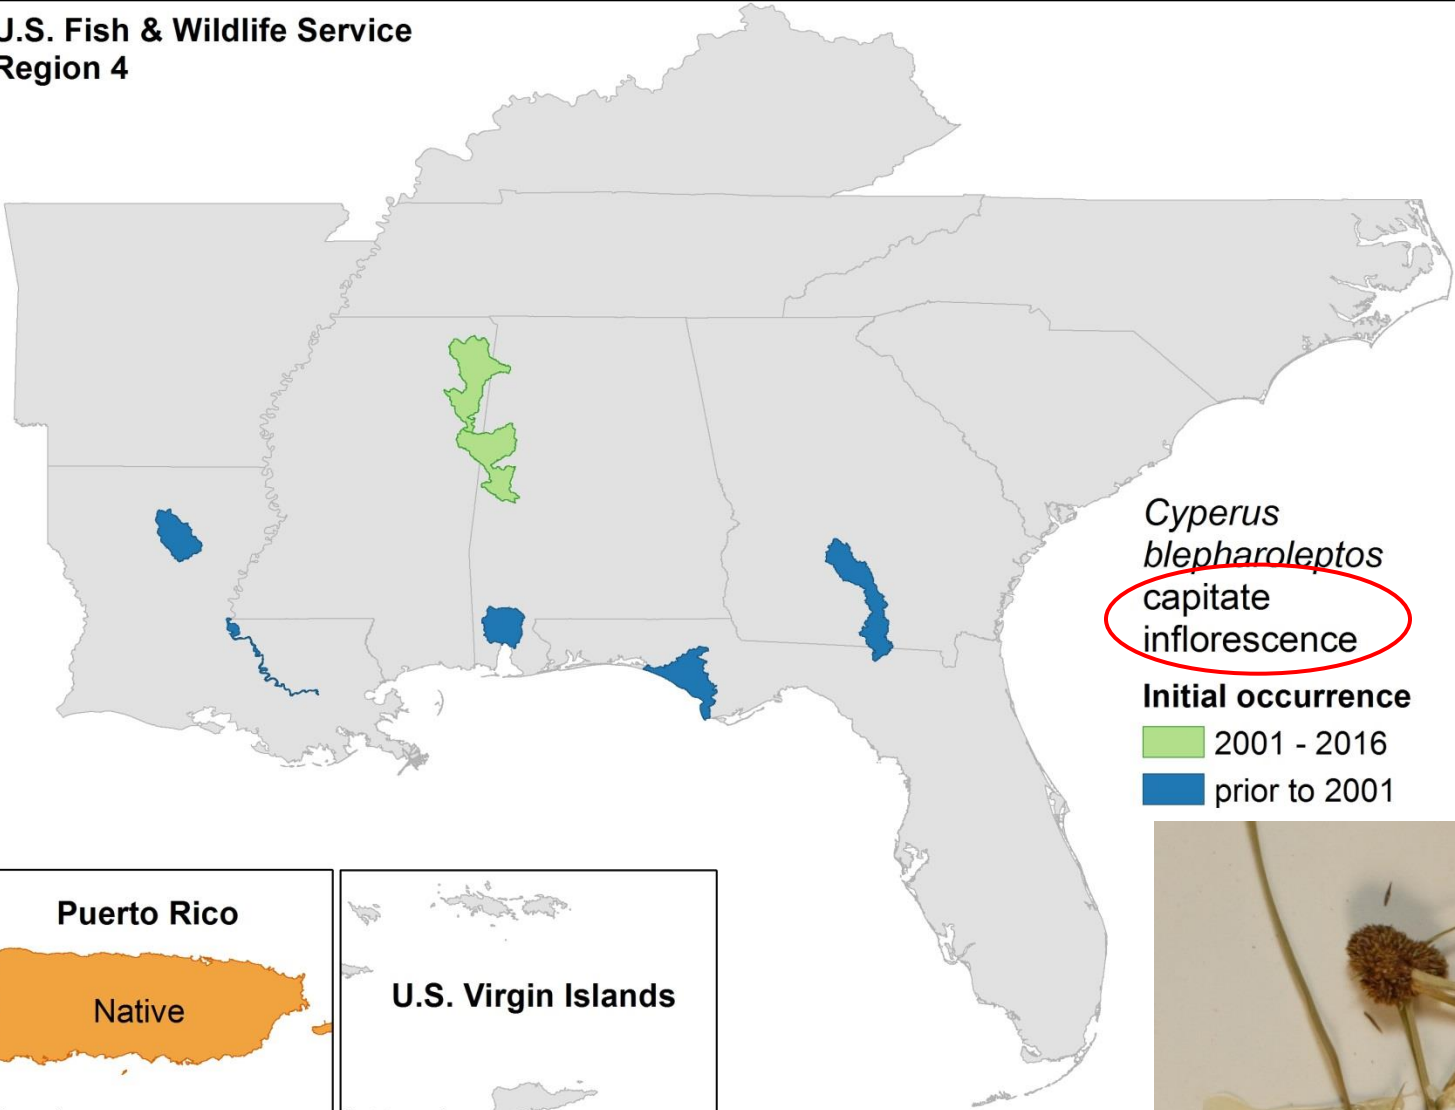 U.S. Fish & Wildlife Service
Region 4
Cyperus
blepharoleptos
capitate
inflorescence
Initial occurrence
2001 - 2016
prior to 2001
Puerto Rico
Native
U.S. Virgin Islands